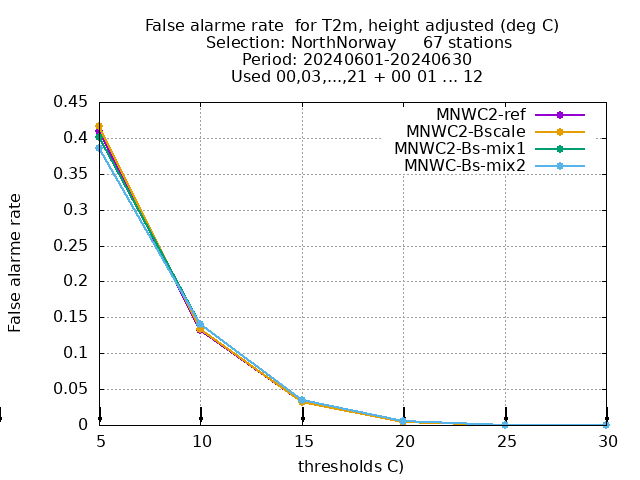 False alarme rate  for T2m, height adjusted (deg C)
Selection: NorthNorway     67 stations
Period: 20240601-20240630
Used 00,03,...,21 + 00 01 ... 12
MNWC2-ref
MNWC2-Bscale
MNWC2-Bs-mix1
MNWC-Bs-mix2
False alarme rate
0.45
0.4
0.35
0.3
0.25
0.2
0.15
0.1
0.05
0
5 10 15 20 25 30
thresholds C)